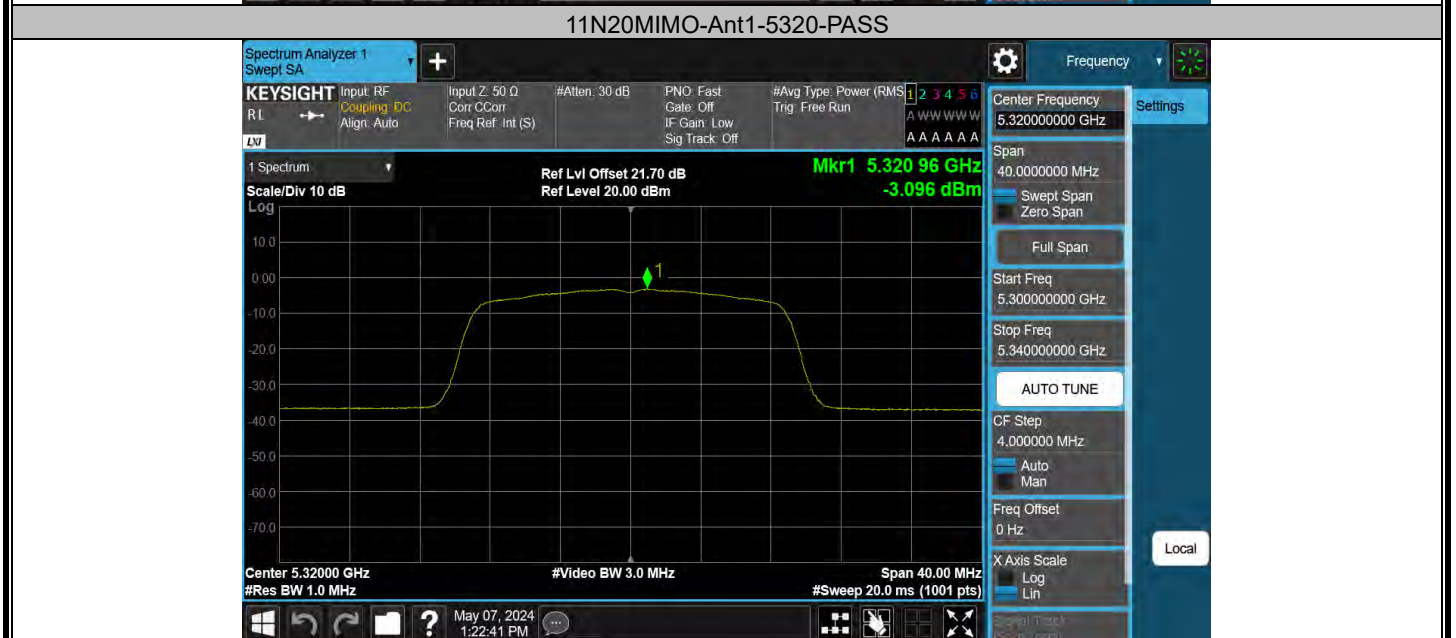 11N20MIMO-Ant1-5320-PASS
Spectrum Analyzer 1
Swept SA
Frequency
KEYSIGHT
R L
LXI
Input: RF
Coupling: DC
Align: Auto
Input Z: 50 Ω
Corr CCorr
Freq Ref: Int (S)
#Atten: 30 dB
PNO: Fast
Gate: Off
IF Gain: Low
Sig Track: Off
#Avg Type: Power (RMS
Trig: Free Run
1 2 3 4 5 6
A W W W W W
A A A A A A
Center Frequency
5.320000000 GHz
Settings
Span
40.0000000 MHz
Swept Span
Zero Span
Full Span
Start Freq
5.300000000 GHz
Stop Freq
5.340000000 GHz
AUTO TUNE
CF Step
4.000000 MHz
Auto
Man
Freq Offset
0 Hz
X Axis Scale
Log
Lin
Local
1 Spectrum
Scale/Div 10 dB
Log
Ref Lvl Offset 21.70 dB
Ref Level 20.00 dBm
Mkr1 5.320 96 GHz
-3.096 dBm
10.0
0.00
-10.0
-20.0
-30.0
-40.0
-50.0
-60.0
-70.0
1
Center 5.32000 GHz
#Res BW 1.0 MHz
#Video BW 3.0 MHz
Span 40.00 MHz
#Sweep 20.0 ms (1001 pts)
?
May 07, 2024
1:22:41 PM
Signal Track